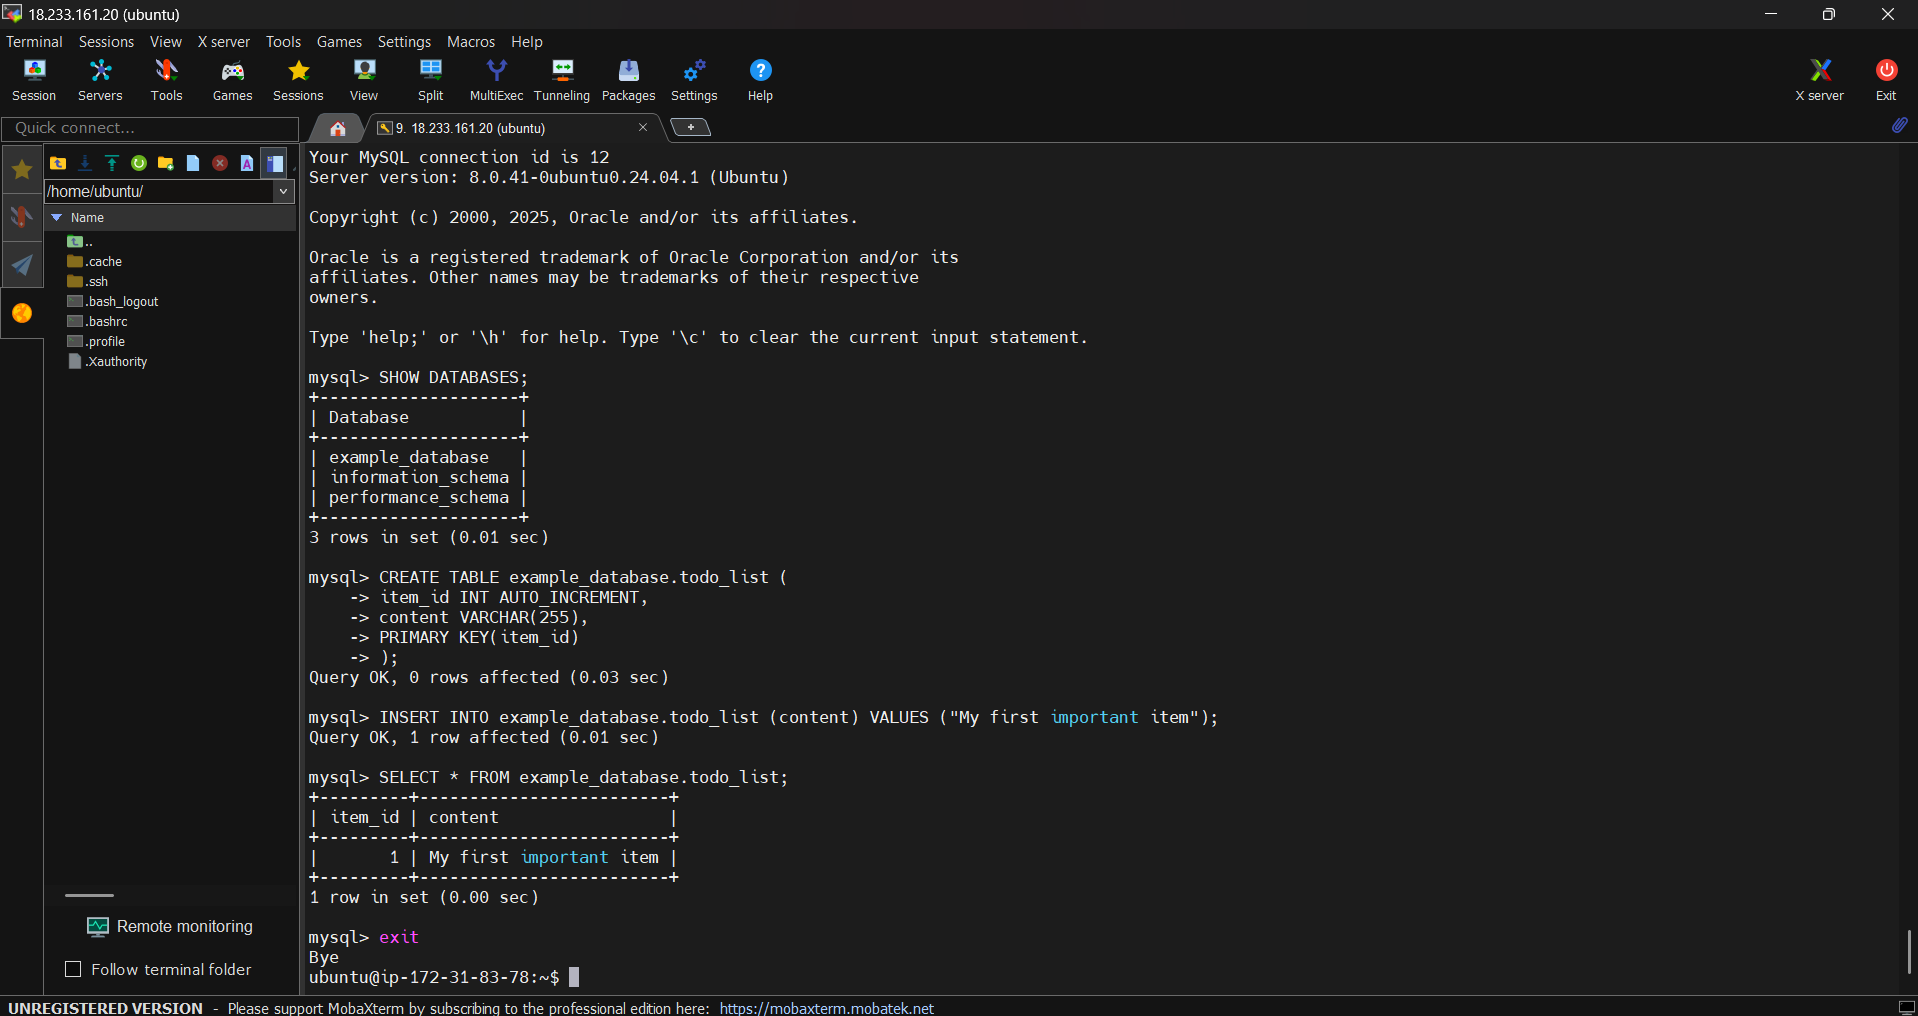 18.233.161.20 (ubuntu)
Terminal Sessions View X server Tools Games Settings Macros Help
Session Servers Tools Games Sessions View Split MultiExec Tunneling Packages Settings Help X server Exit
Quick connect...
9. 18.233.161.20 (ubuntu)
/home/ubuntu/
Name
..
.cache
.ssh
.bash_logout
.bashrc
.profile
.Xauthority
Remote monitoring
Follow terminal folder
Your MySQL connection id is 12
Server version: 8.0.41-0ubuntu0.24.04.1 (Ubuntu)
Copyright (c) 2000, 2025, Oracle and/or its affiliates.
Oracle is a registered trademark of Oracle Corporation and/or its
affiliates. Other names may be trademarks of their respective
owners.
Type 'help;' or '\h' for help. Type '\c' to clear the current input statement.
mysql> SHOW DATABASES;
+--------------------+
| Database           |
+--------------------+
| example_database   |
| information_schema |
| performance_schema |
+--------------------+
3 rows in set (0.01 sec)
mysql> CREATE TABLE example_database.todo_list (
    -> item_id INT AUTO_INCREMENT,
    -> content VARCHAR(255),
    -> PRIMARY KEY(item_id)
    -> );
Query OK, 0 rows affected (0.03 sec)
mysql> INSERT INTO example_database.todo_list (content) VALUES ("My first important item");
Query OK, 1 row affected (0.01 sec)
mysql> SELECT * FROM example_database.todo_list;
+---------+-------------------------+
| item_id | content                 |
+---------+-------------------------+
|       1 | My first important item |
+---------+-------------------------+
1 row in set (0.00 sec)
mysql> exit
Bye
ubuntu@ip-172-31-83-78:~$
UNREGISTERED VERSION - Please support MobaXterm by subscribing to the professional edition here: https://mobaxterm.mobatek.net